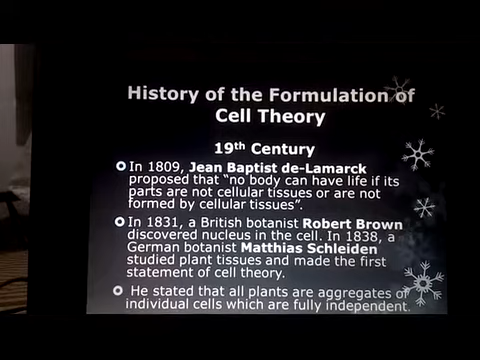 History of the Formulation of
Cell Theory
19th Century
In 1809, Jean Baptist de-Lamarck
proposed that “no body can have life if its
parts are not cellular tissues or are not
formed by cellular tissues”.
In 1831, a British botanist Robert Brown
discovered nucleus in the cell. In 1838, a
German botanist Matthias Schleiden
studied plant tissues and made the first
statement of cell theory.
He stated that all plants are aggregates of
individual cells which are fully independent.